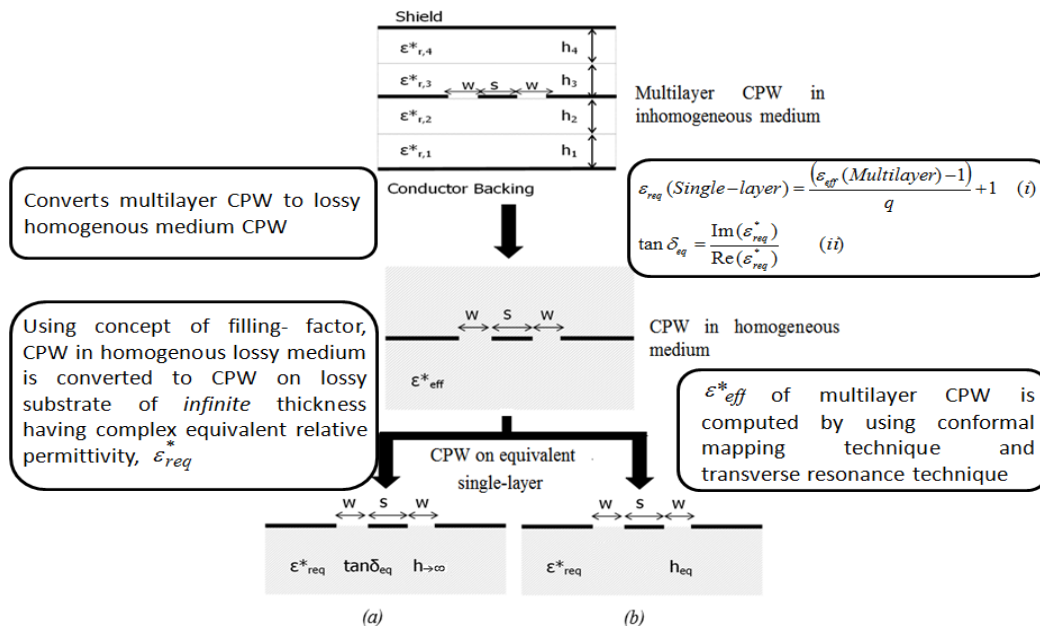 Shield
ε*r,4 h4
ε*r,3 h3
w s w
ε*r,2 h2
ε*r,1 h1
Conductor Backing
Multilayer CPW in
inhomogeneous medium
Converts multilayer CPW to lossy
homogenous medium CPW
εreq (Single–layer) = (εeff (Multilayer) –1) / q +1 (i)
tan δeq = Im(ε*req) / Re(ε*req) (ii)
w s w
ε*eff
CPW in homogeneous
medium
Using concept of filling- factor,
CPW in homogenous lossy medium
is converted to CPW on lossy
substrate of infinite thickness
having complex equivalent relative
permittivity, ε*req
ε*eff of multilayer CPW is
computed by using conformal
mapping technique and
transverse resonance technique
CPW on equivalent
single-layer
w s w
ε*req tanδeq h→∞
(a)
w s w
ε*req heq
(b)